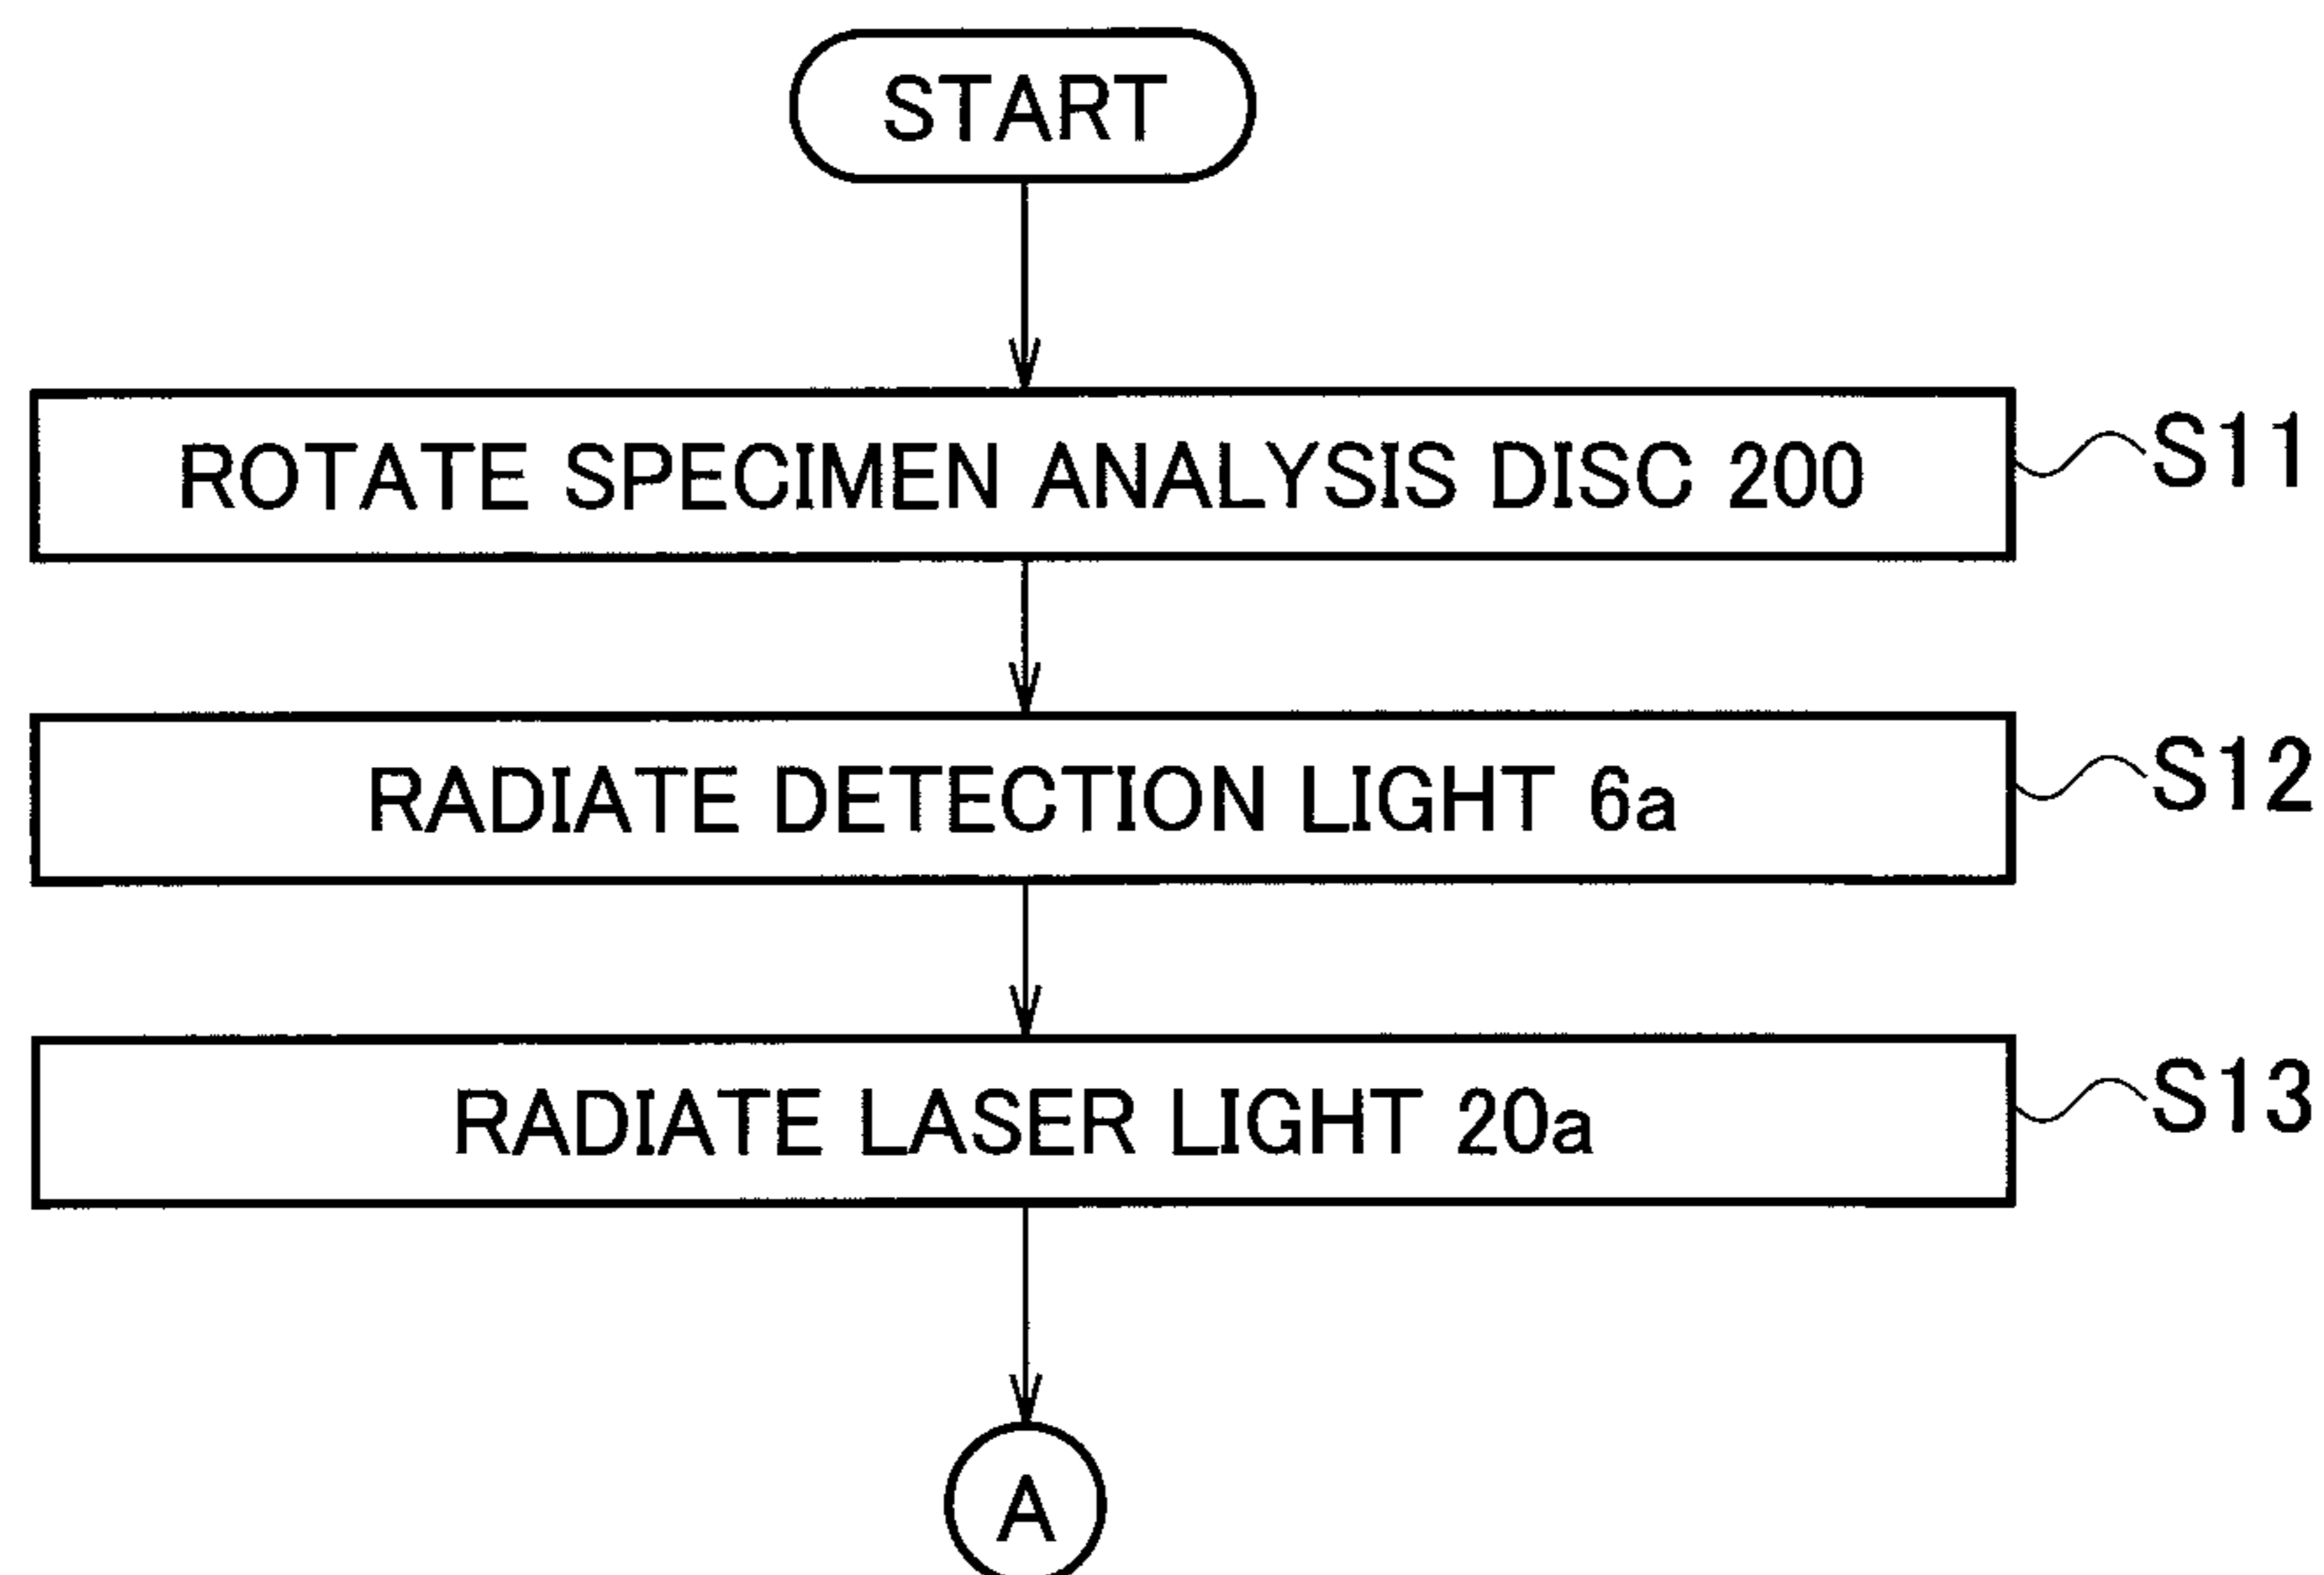 START
ROTATE SPECIMEN ANALYSIS DISC 200
S11
RADIATE DETECTION LIGHT 6a
S12
RADIATE LASER LIGHT 20a
S13
A